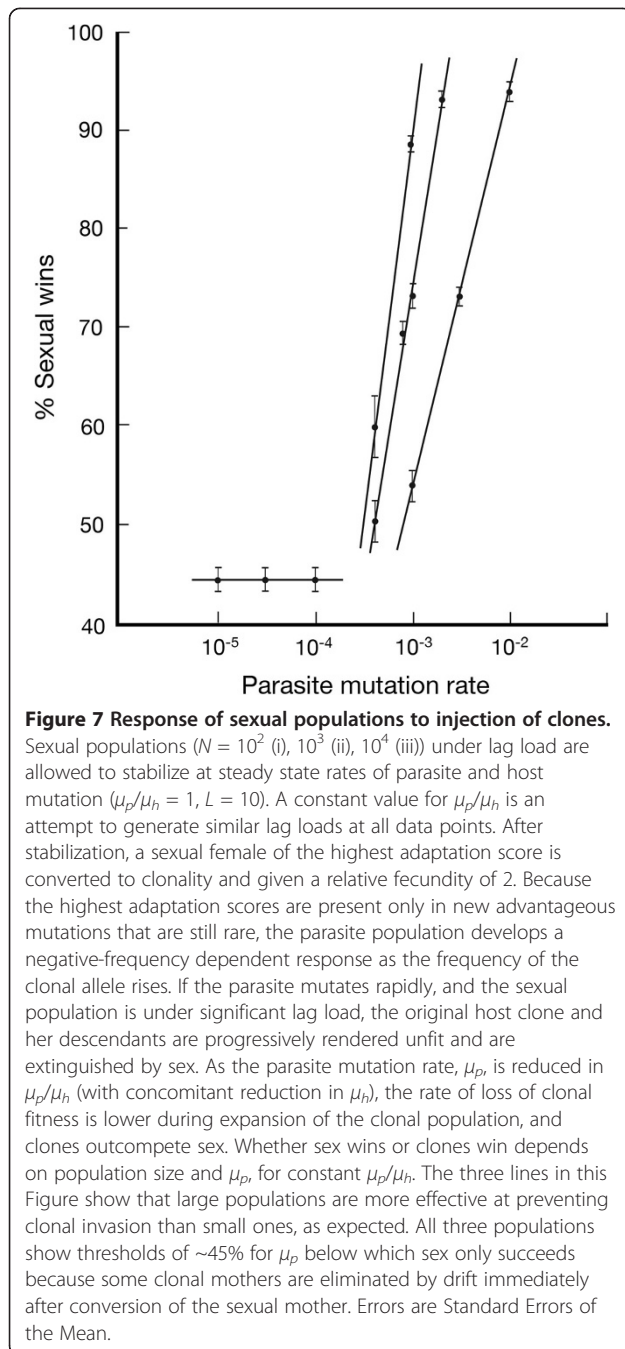 100
90
80
70
60
50
40
% Sexual wins
10⁻⁵ 10⁻⁴ 10⁻³ 10⁻²
Parasite mutation rate
Figure 7 Response of sexual populations to injection of clones.
Sexual populations (N = 10² (i), 10³ (ii), 10⁴ (iii)) under lag load are
allowed to stabilize at steady state rates of parasite and host
mutation (μₚ/μₕ = 1, L = 10). A constant value for μₚ/μₕ is an
attempt to generate similar lag loads at all data points. After
stabilization, a sexual female of the highest adaptation score is
converted to clonality and given a relative fecundity of 2. Because
the highest adaptation scores are present only in new advantageous
mutations that are still rare, the parasite population develops a
negative-frequency dependent response as the frequency of the
clonal allele rises. If the parasite mutates rapidly, and the sexual
population is under significant lag load, the original host clone and
her descendants are progressively rendered unfit and are
extinguished by sex. As the parasite mutation rate, μₚ, is reduced in
μₚ/μₕ (with concomitant reduction in μₕ), the rate of loss of clonal
fitness is lower during expansion of the clonal population, and
clones outcompete sex. Whether sex wins or clones win depends
on population size and μₚ, for constant μₚ/μₕ. The three lines in this
Figure show that large populations are more effective at preventing
clonal invasion than small ones, as expected. All three populations
show thresholds of ~45% for μₚ below which sex only succeeds
because some clonal mothers are eliminated by drift immediately
after conversion of the sexual mother. Errors are Standard Errors of
the Mean.